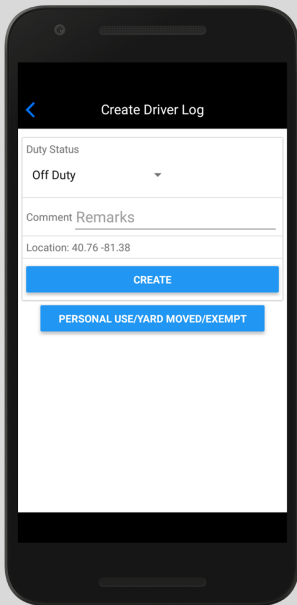 Create Driver Log
Duty Status
Off Duty
Comment Remarks
Location: 40.76 -81.38
CREATE
PERSONAL USE/YARD MOVED/EXEMPT